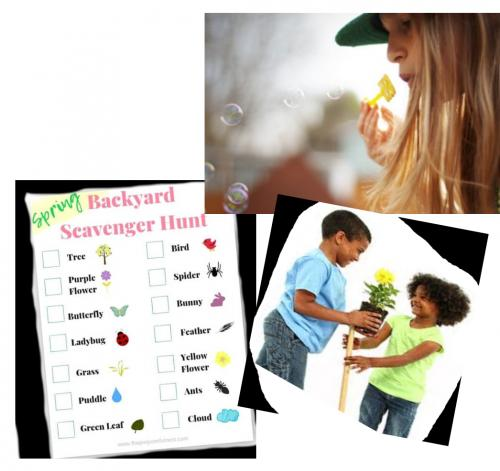 Spring Backyard
Scavenger Hunt
Tree
Bird
Purple
Flower
Spider
Butterfly
Bunny
Ladybug
Feather
Grass
Yellow
Flower
Puddle
Ants
Green Leaf
Cloud